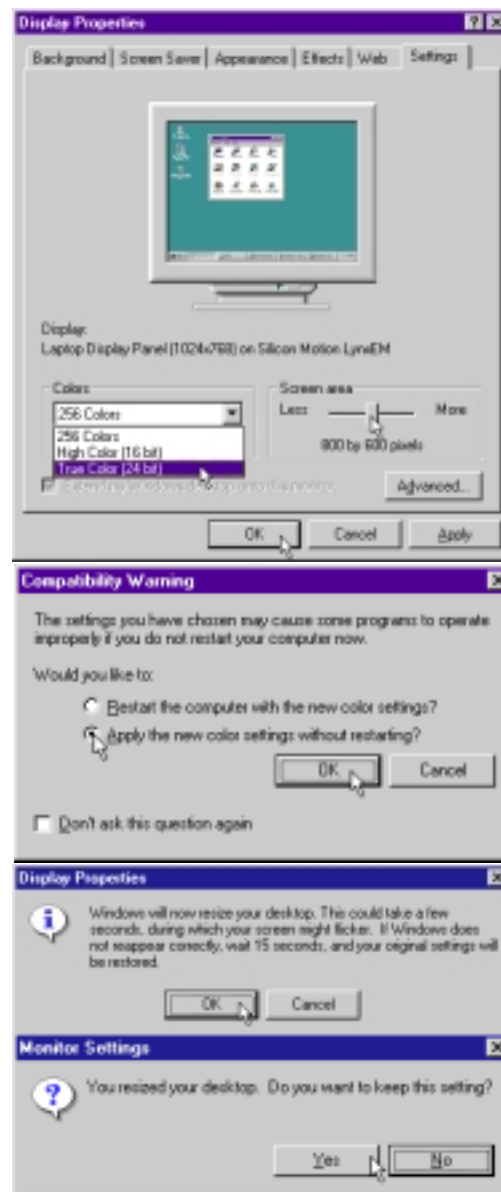 Display Properties
Background Screen Saver Appearance Effects Web Settings
Display:
Laptop Display Panel (1024x768) on Silicon Motion LynxEM
Colors
Screen area
256 Colors
Less More
256 Colors
High Color (16 bit)
True Color (24 bit)
800 by 600 pixels
Extend my Windows desktop onto this monitor
Advanced...
OK Cancel Apply
Compatibility Warning
The settings you have chosen may cause some programs to operate
improperly if you do not restart your computer now.
Would you like to:
Restart the computer with the new color settings?
Apply the new color settings without restarting?
OK Cancel
Don't ask this question again
Display Properties
Windows will now resize your desktop. This could take a few
seconds, during which your screen might flicker. If Windows does
not reappear correctly, wait 15 seconds, and your original settings will
be restored.
OK Cancel
Monitor Settings
You resized your desktop. Do you want to keep this setting?
Yes No